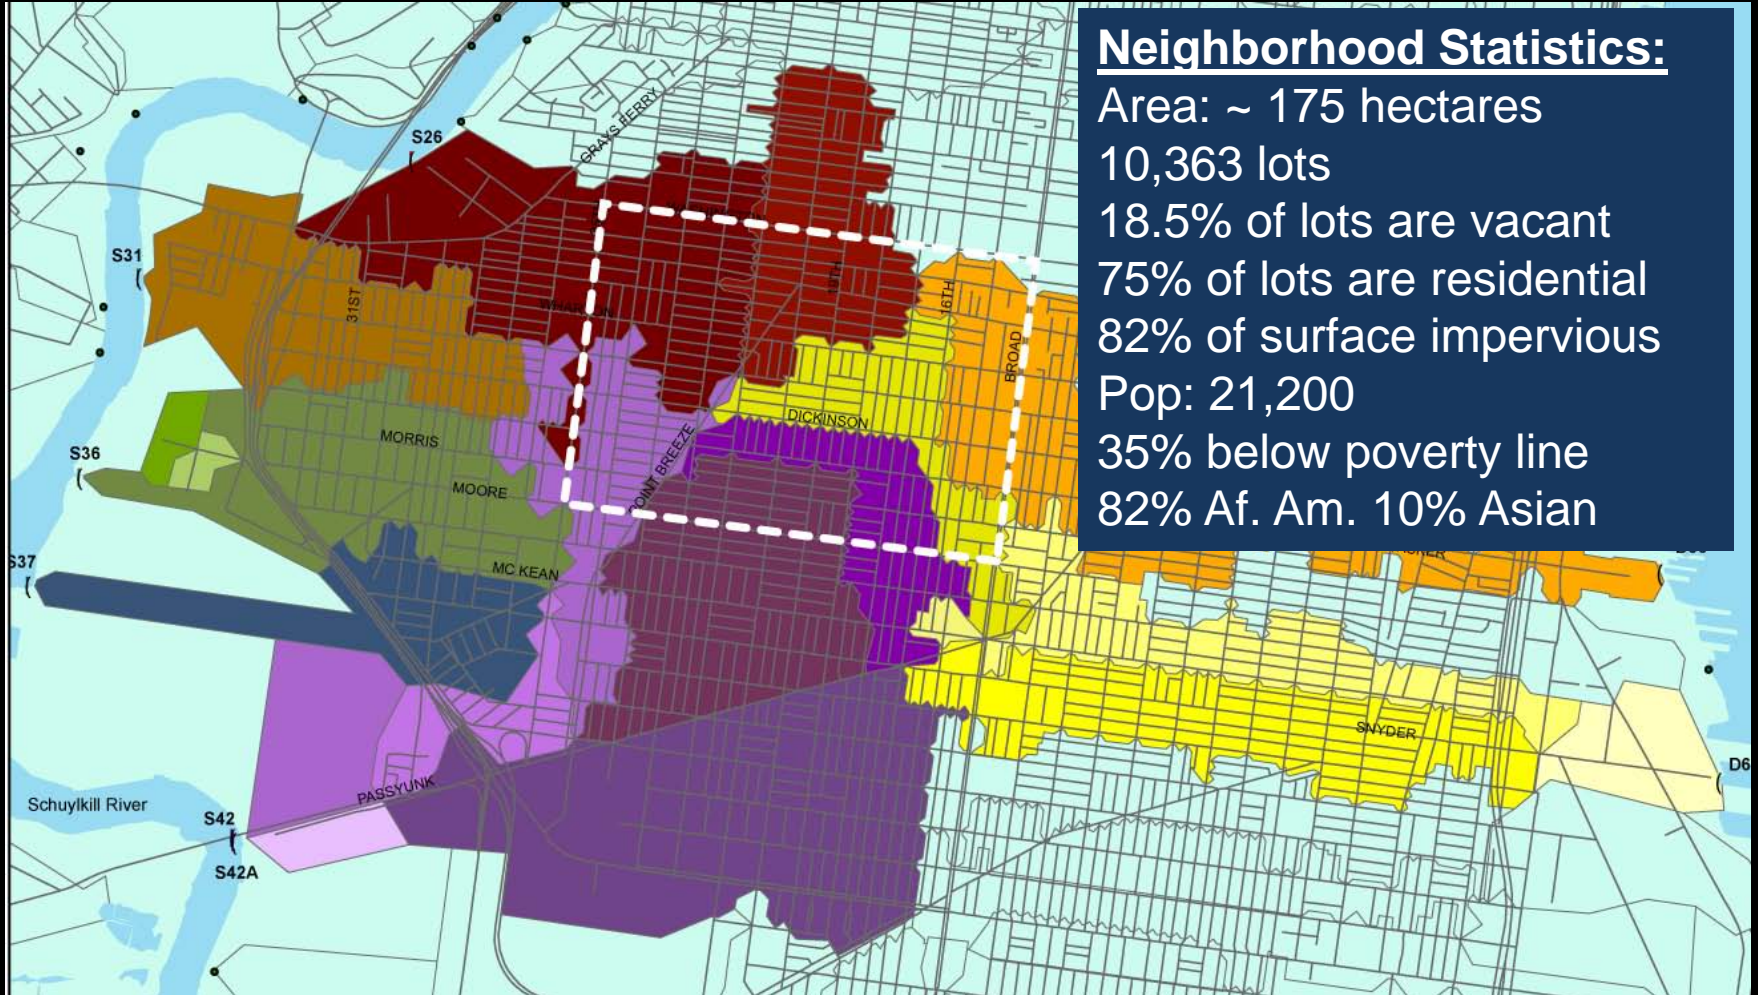 Neighborhood Statistics:
Area: ~ 175 hectares
10,363 lots
18.5% of lots are vacant
75% of lots are residential
82% of surface impervious
Pop: 21,200
35% below poverty line
82% Af. Am. 10% Asian
GRAYS FERRY
S26
S31
31ST
19TH
16TH
BROAD
WHARTON
DICKINSON
MORRIS
POINT BREEZE
S36
MOORE
S37
MC KEAN
SNYDER
D6
PASSYUNK
Schuylkill River
S42
S42A